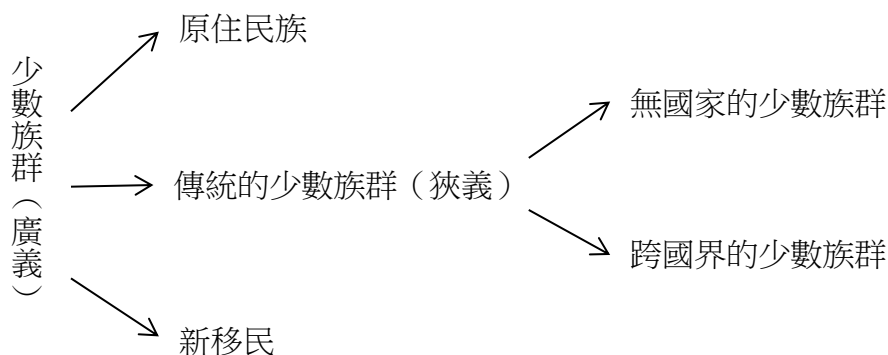 少數族群（廣義）
原住民族
傳統的少數族群（狹義）
新移民
無國家的少數族群
跨國界的少數族群